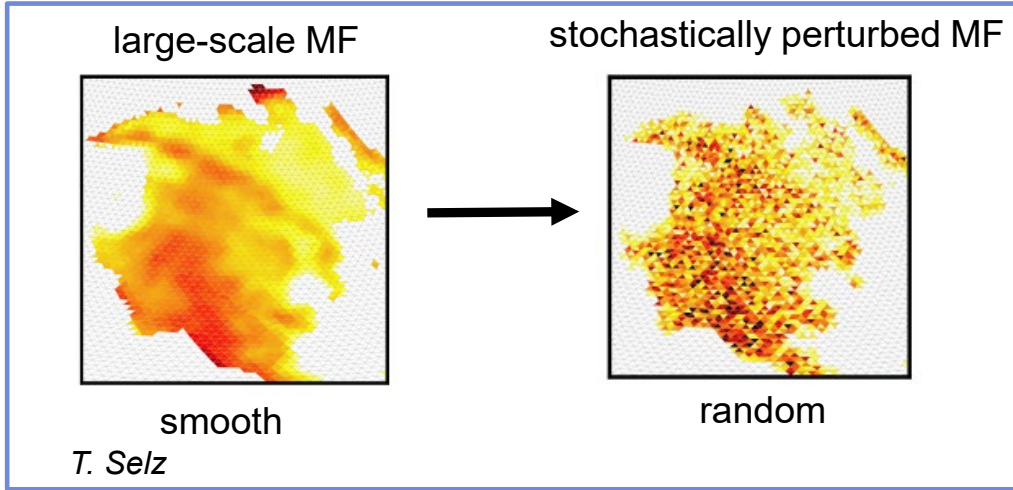 large-scale MF
stochastically perturbed MF
smooth
random
T. Selz